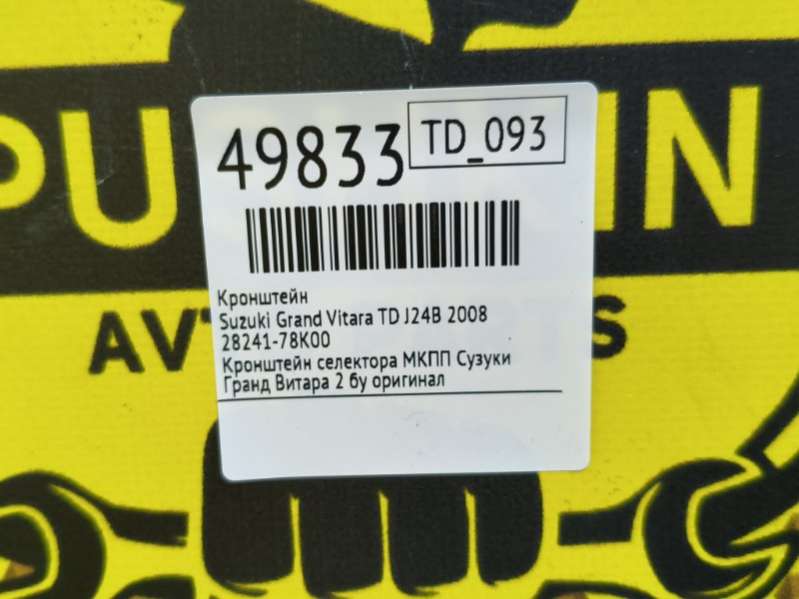 49833
TD_093
Кронштейн
Suzuki Grand Vitara TD J24B 2008
28241-78K00
Кронштейн селектора МКПП Сузуки
Гранд Витара 2 бу оригинал